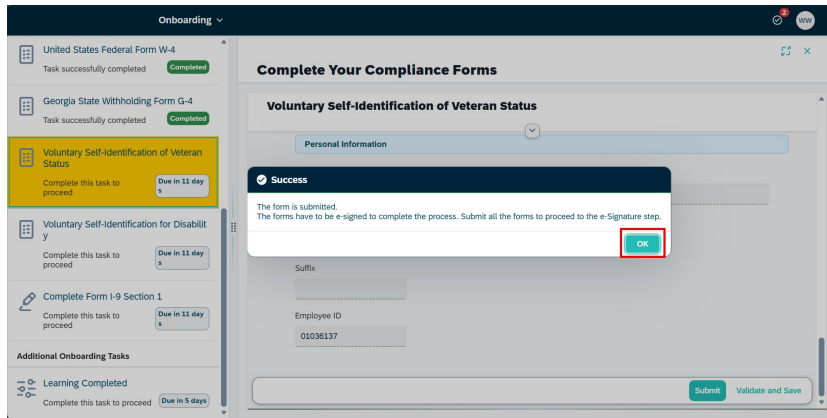 Onboarding
2
WW
United States Federal Form W-4
Task successfully completed
Completed
Georgia State Withholding Form G-4
Task successfully completed
Completed
Voluntary Self-Identification of Veteran
Status
Complete this task to
proceed
Due in 11 day
s
Voluntary Self-Identification for Disabilit
y
Complete this task to
proceed
Due in 11 day
s
Complete Form I-9 Section 1
Complete this task to
proceed
Due in 11 day
s
Additional Onboarding Tasks
Learning Completed
Complete this task to proceed
Due in 5 days
Complete Your Compliance Forms
Voluntary Self-Identification of Veteran Status
Personal Information
Success
The form is submitted.
The forms have to be e-signed to complete the process. Submit all the forms to proceed to the e-Signature step.
OK
Suffix
Employee ID
01036137
Submit
Validate and Save